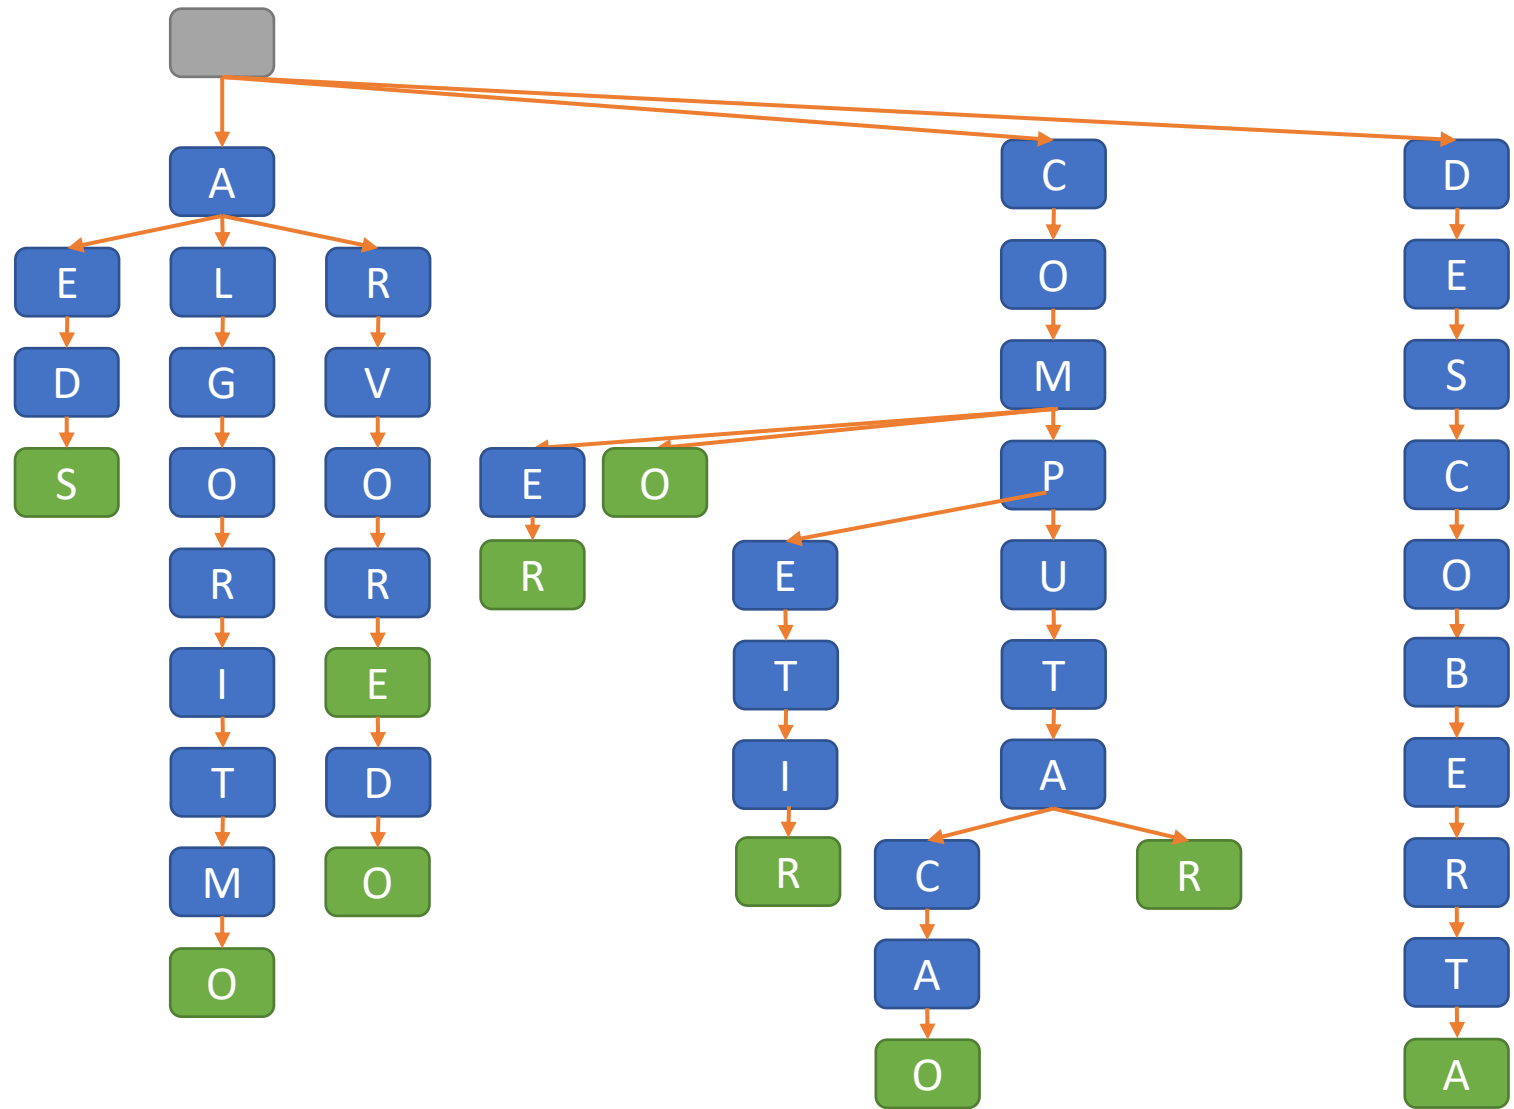 A C D
E L R O E
D G V M S
S O O E O P C
R R R E U O
I E T T B
T D I A E
M O R C R R
O A T
O A